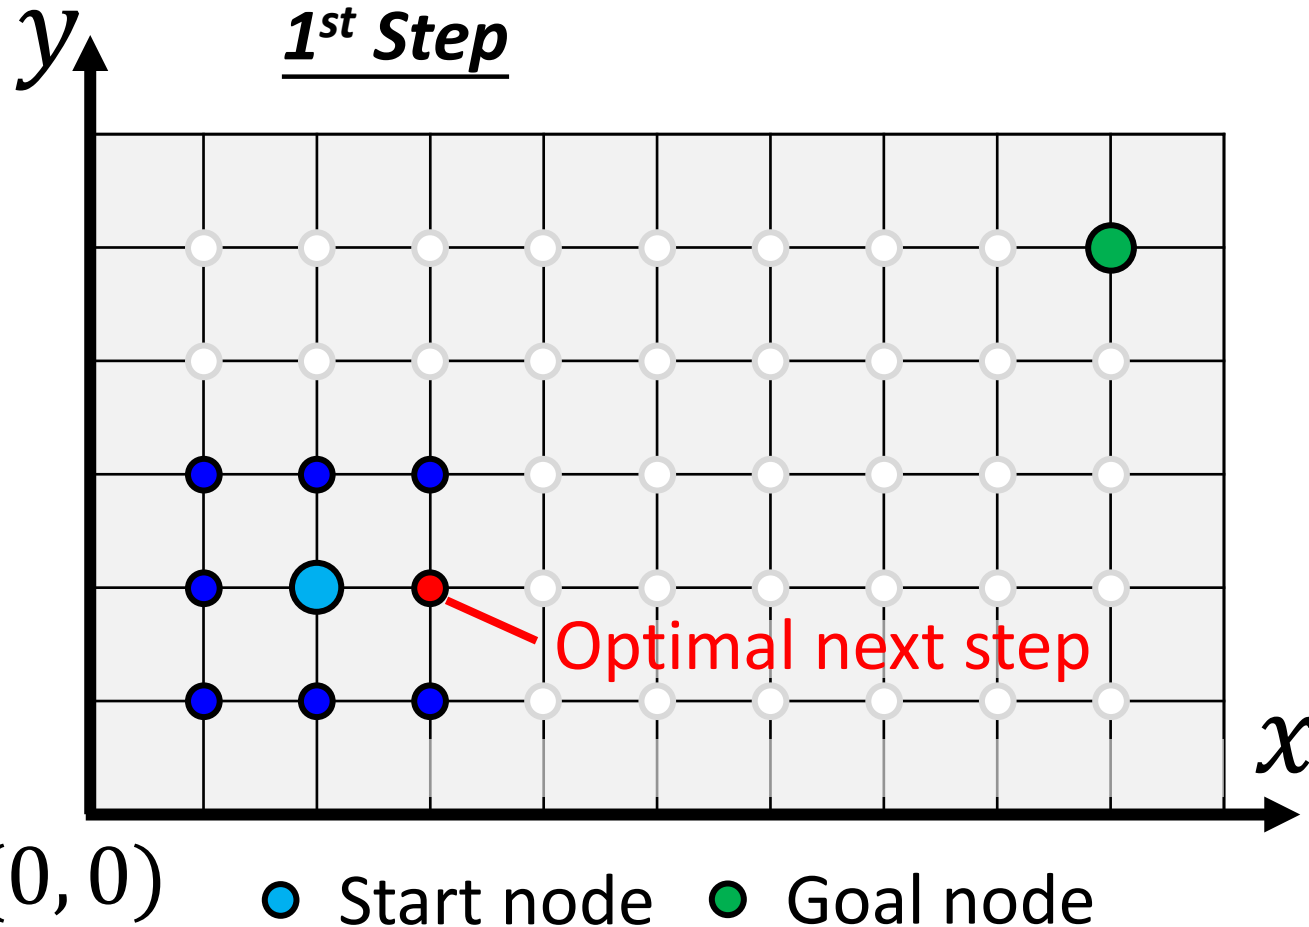 y
1st Step
Optimal next step
x
(0, 0)
Start node
Goal node